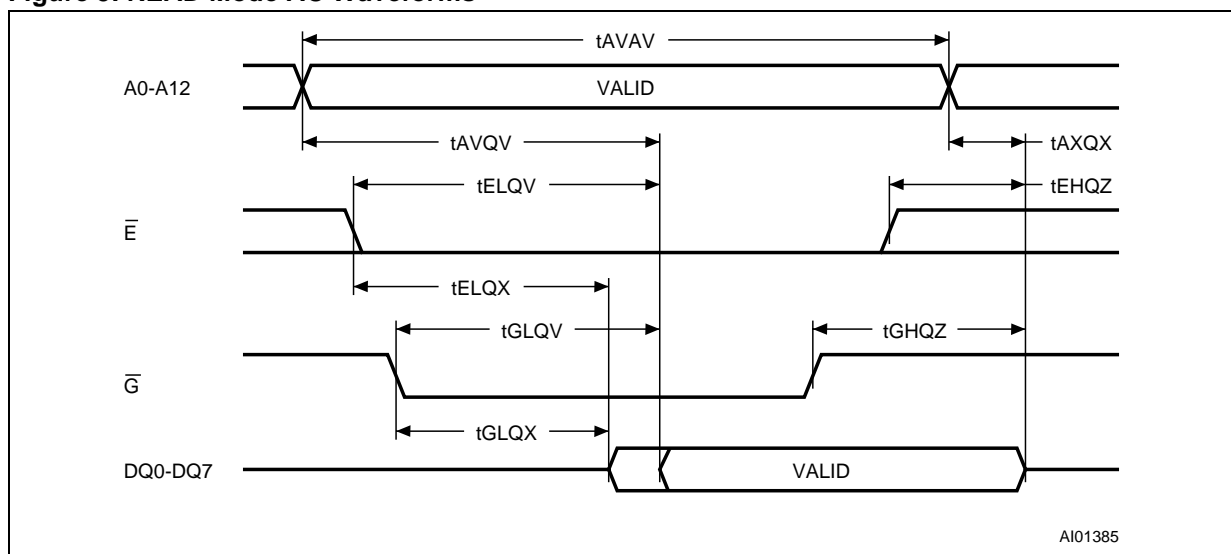 Figure 5. READ Mode AC Waveforms
tAVAV
A0-A12
VALID
tAVQV
tAXQX
tELQV
tEHQZ
E̅
tELQX
tGLQV
tGHQZ
G̅
tGLQX
DQ0-DQ7
VALID
AI01385